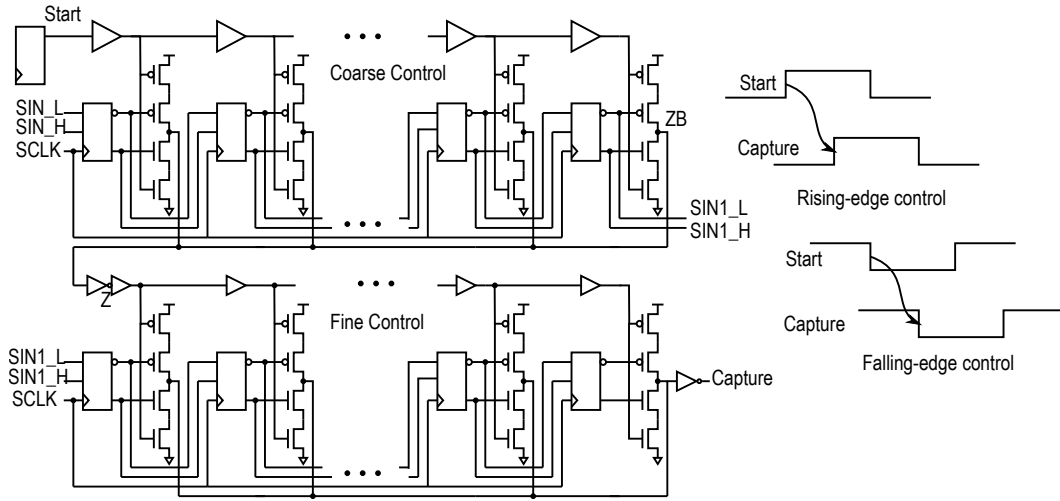 Start
Coarse Control
SIN_L
SIN_H
SCLK
ZB
SIN1_L
SIN1_H
Start
Capture
Rising-edge control
Z
Fine Control
SIN1_L
SIN1_H
SCLK
Capture
Start
Capture
Falling-edge control